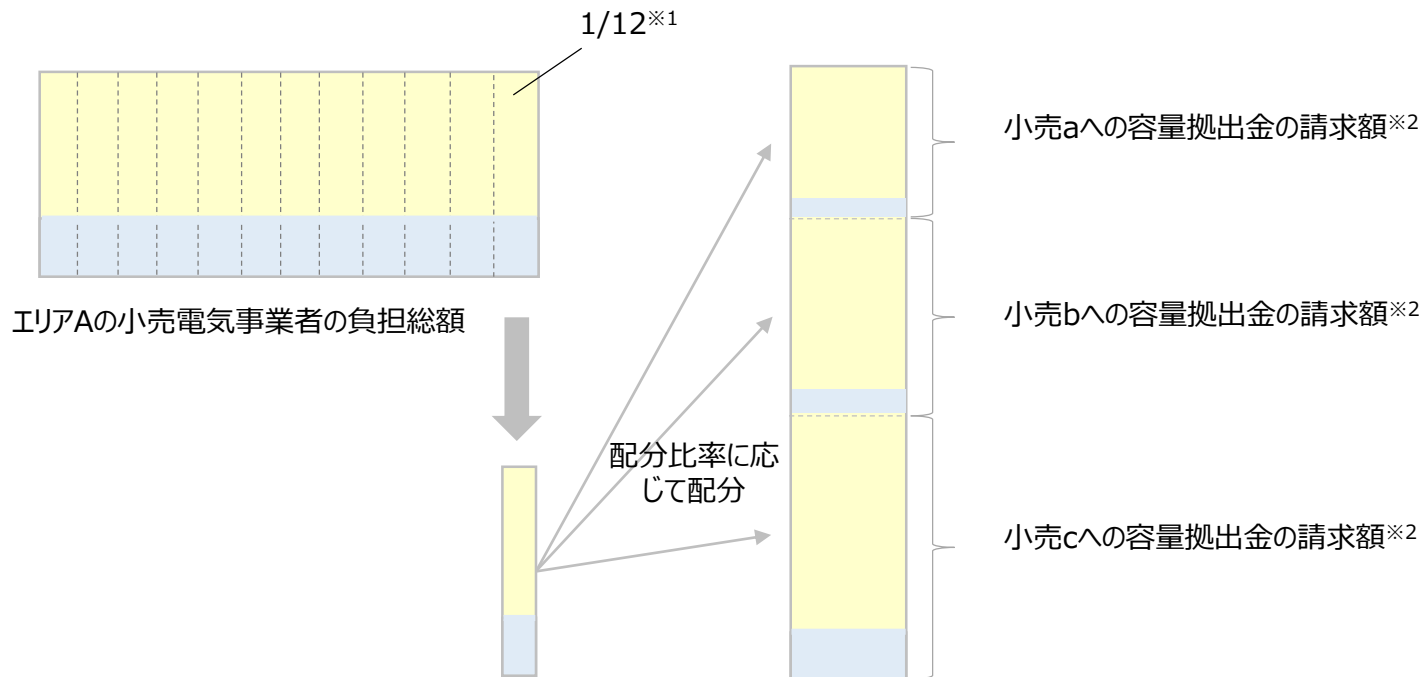 1/12※1
小売aへの容量拠出金の請求額※2
小売bへの容量拠出金の請求額※2
エリアAの小売電気事業者の負担総額
配分比率に応
じて配分
小売cへの容量拠出金の請求額※2